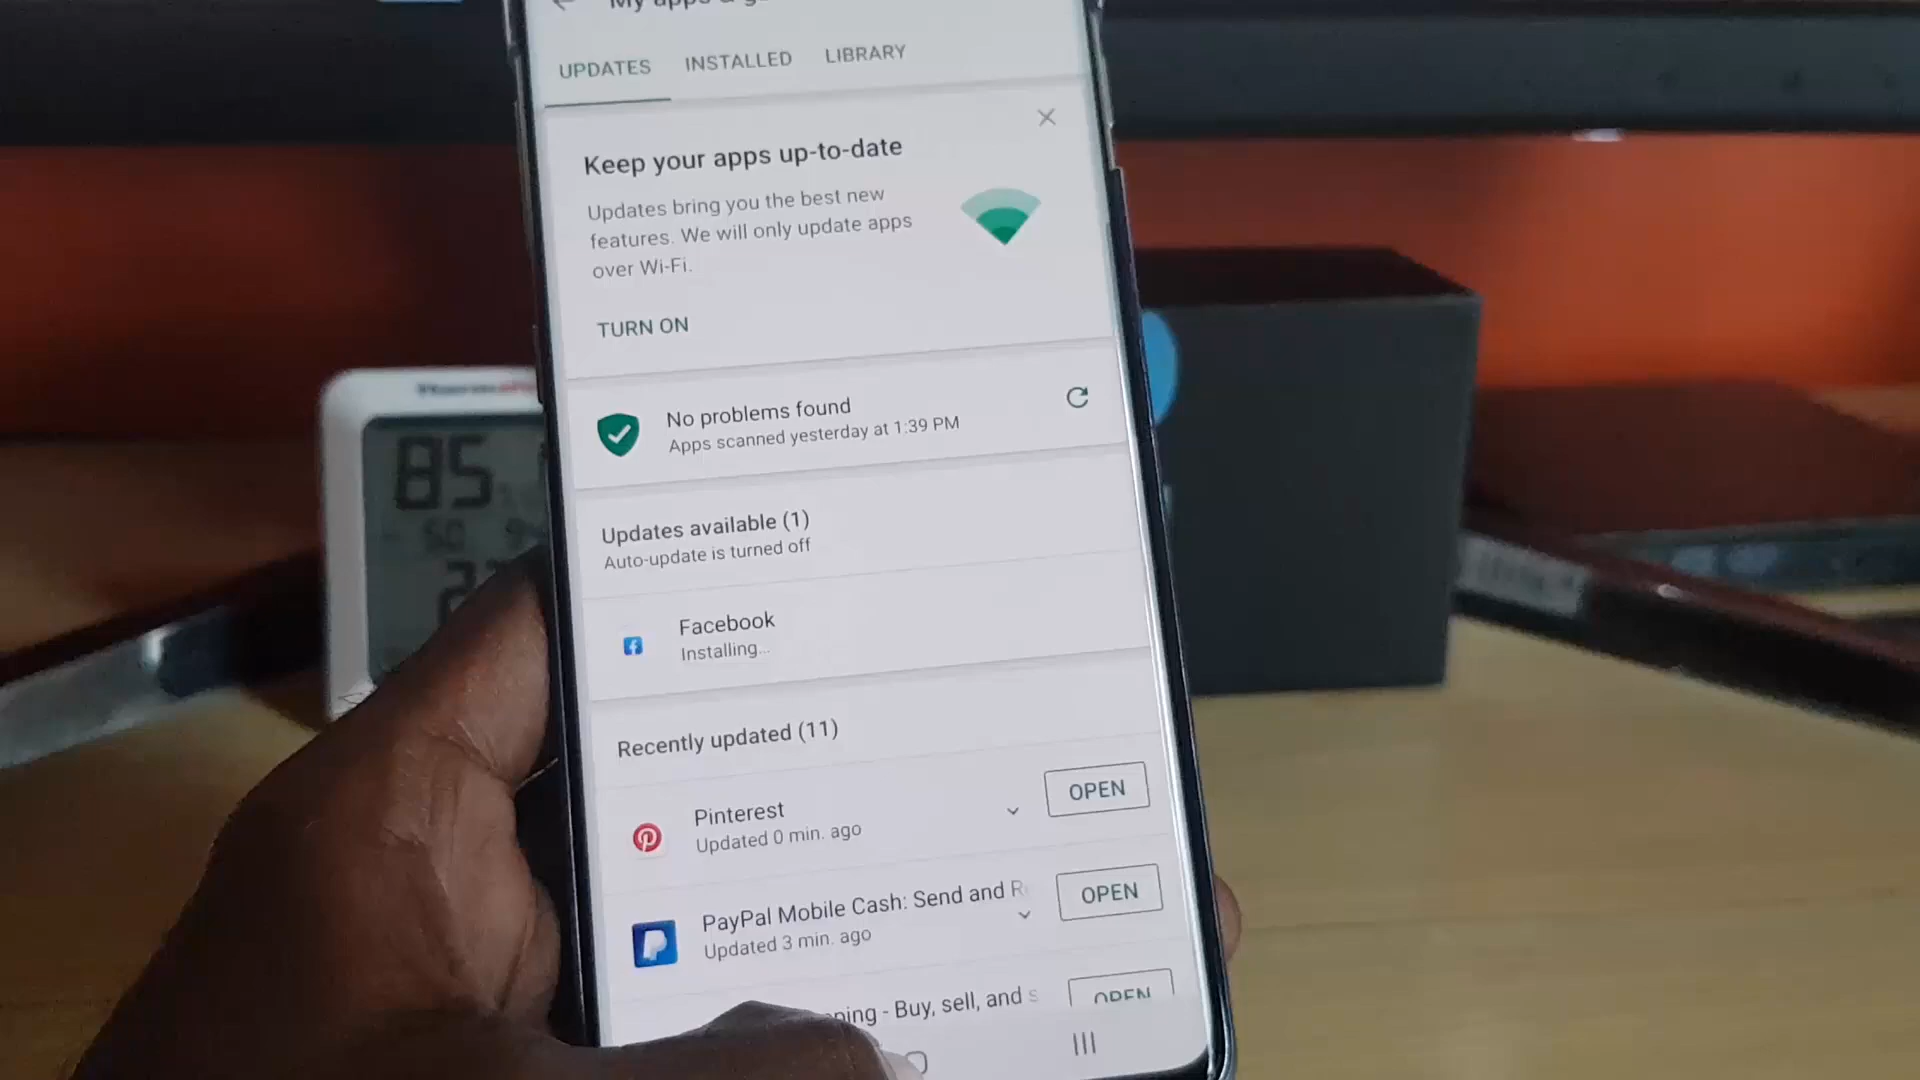 My apps &
UPDATES INSTALLED LIBRARY
Keep your apps up-to-date
Updates bring you the best new
features. We will only update apps
over Wi-Fi.
TURN ON
No problems found
Apps scanned yesterday at 1:39 PM
Updates available (1)
Auto-update is turned off
Facebook
Installing...
Recently updated (11)
Pinterest
Updated 0 min. ago
OPEN
PayPal Mobile Cash: Send and R
Updated 3 min. ago
OPEN
ping - Buy, sell, and s
OPEN
85
50